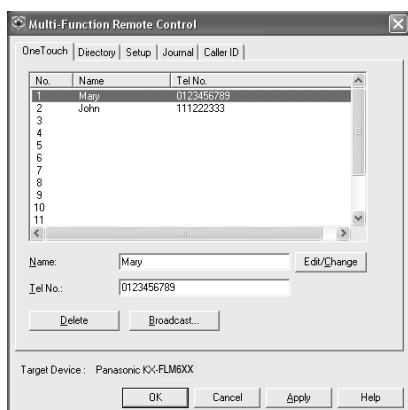 Multi-Function Remote Control
OneTouch Directory Setup Journal Caller ID
No. Name Tel No.
1 Mary 0123456789
2 John 111222333
3
4
5
6
7
8
9
10
11
Name: Mary Edit/Change
Tel No.: 0123456789
Delete Broadcast...
Target Device : Panasonic KX-FLM6XX
OK Cancel Apply Help